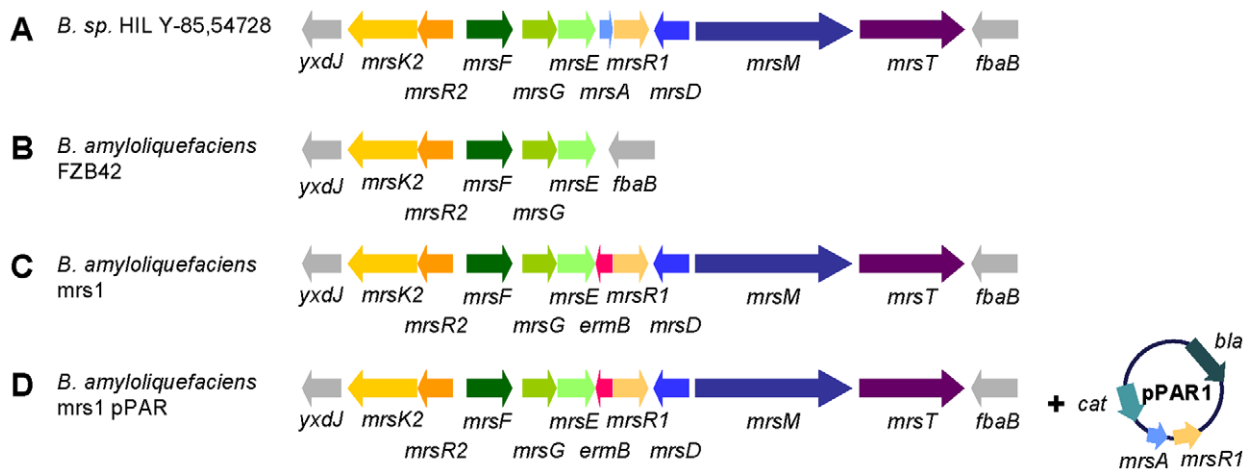 A B. sp. HIL Y-85,54728
yxdJ mrsK2 mrsF mrsE mrsR1 mrsM mrsT fbaB
mrsR2 mrsG mrsA mrsD
B B. amyloliquefaciens
FZB42
yxdJ mrsK2 mrsF mrsE fbaB
mrsR2 mrsG
C B. amyloliquefaciens
mrs1
yxdJ mrsK2 mrsF mrsE mrsR1 mrsM mrsT fbaB
mrsR2 mrsG ermB mrsD
D B. amyloliquefaciens
mrs1 pPAR
yxdJ mrsK2 mrsF mrsE mrsR1 mrsM mrsT fbaB
mrsR2 mrsG ermB mrsD
+ cat pPAR1 bla
mrsA mrsR1